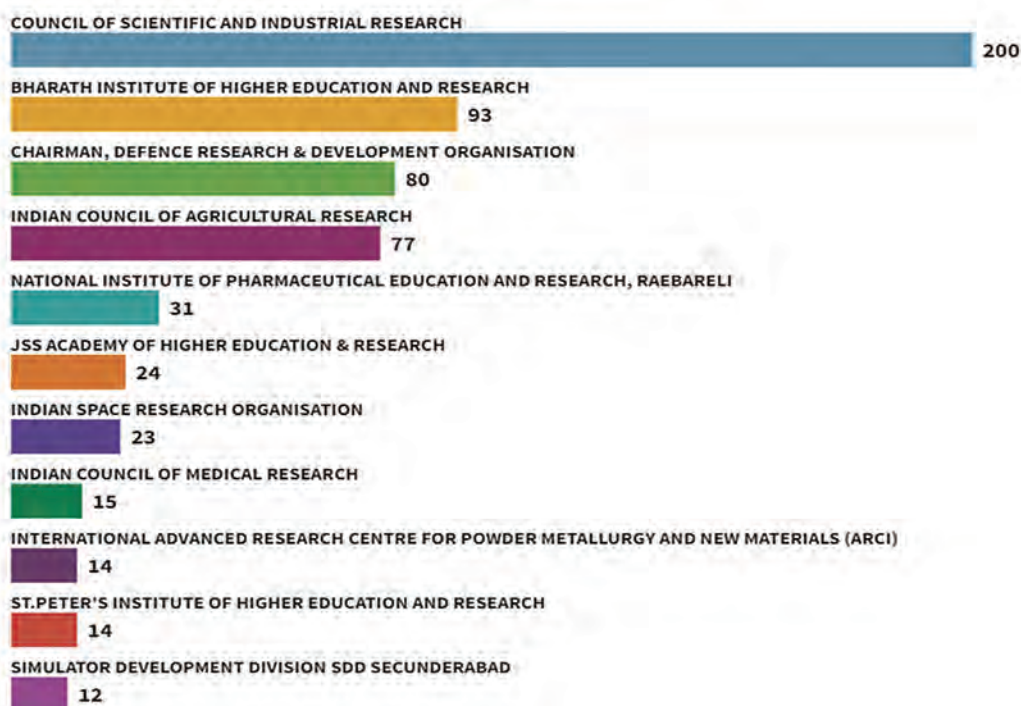 COUNCIL OF SCIENTIFIC AND INDUSTRIAL RESEARCH
200
BHARATH INSTITUTE OF HIGHER EDUCATION AND RESEARCH
93
CHAIRMAN, DEFENCE RESEARCH & DEVELOPMENT ORGANISATION
80
INDIAN COUNCIL OF AGRICULTURAL RESEARCH
77
NATIONAL INSTITUTE OF PHARMACEUTICAL EDUCATION AND RESEARCH, RAEBARELI
31
JSS ACADEMY OF HIGHER EDUCATION & RESEARCH
24
INDIAN SPACE RESEARCH ORGANISATION
23
INDIAN COUNCIL OF MEDICAL RESEARCH
15
INTERNATIONAL ADVANCED RESEARCH CENTRE FOR POWDER METALLURGY AND NEW MATERIALS (ARCI)
14
ST.PETER'S INSTITUTE OF HIGHER EDUCATION AND RESEARCH
14
SIMULATOR DEVELOPMENT DIVISION SDD SECUNDERABAD
12